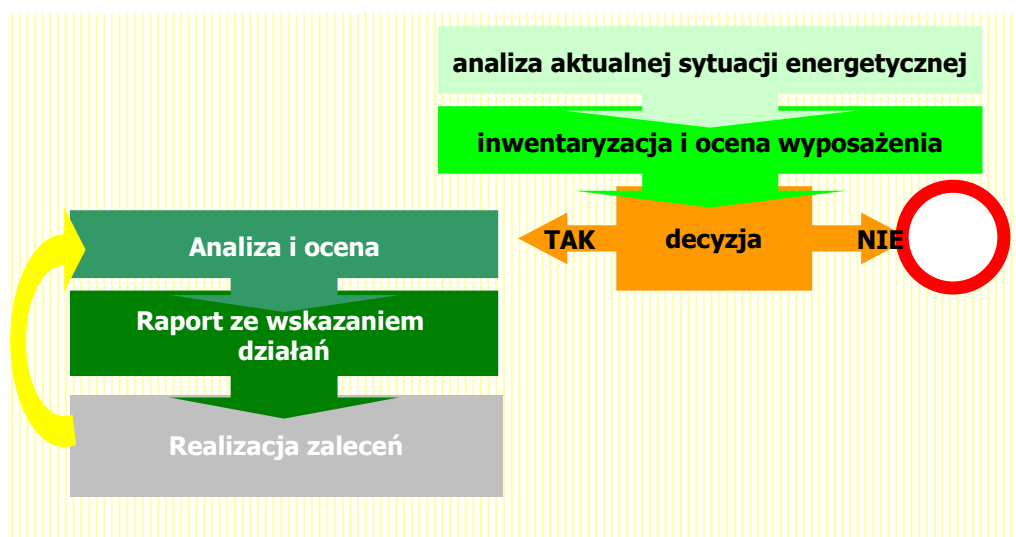 analiza aktualnej sytuacji energetycznej
inwentaryzacja i ocena wyposażenia
TAK
decyzja
NIE
Analiza i ocena
Raport ze wskazaniem
działań
Realizacja zaleceń